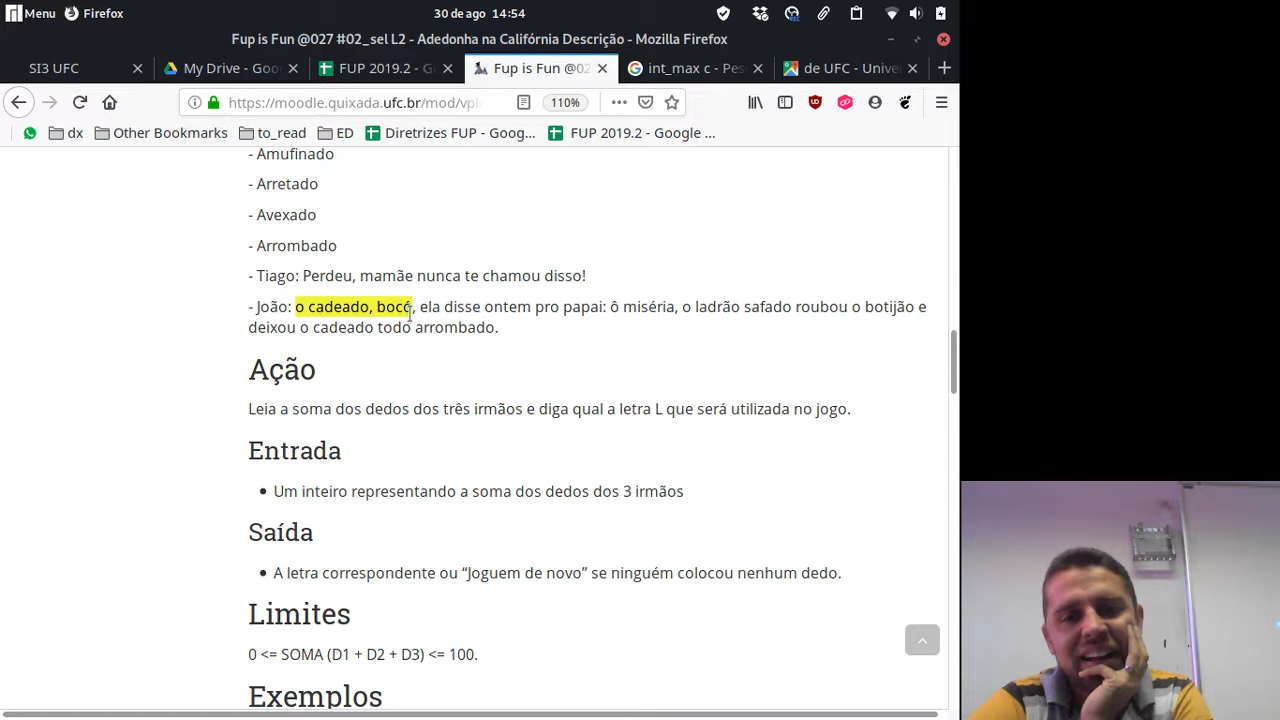 Menu Firefox 30 de ago 14:54
Fup is Fun @027 #02_sel L2 - Adedonha na Califórnia Descrição - Mozilla Firefox
SI3 UFC My Drive - Goo FUP 2019.2 - G Fup is Fun @02 int_max c - Pes de UFC - Unive
https://moodle.quixada.ufc.br/mod/vpl 110%
dx Other Bookmarks to_read ED Diretrizes FUP - Goog... FUP 2019.2 - Google ...
- Amufinado
- Arretado
- Avexado
- Arrombado
- Tiago: Perdeu, mamãe nunca te chamou disso!
- João: o cadeado, bocó, ela disse ontem pro papai: ô miséria, o ladrão safado roubou o botijão e
deixou o cadeado todo arrombado.
Ação
Leia a soma dos dedos dos três irmãos e diga qual a letra L que será utilizada no jogo.
Entrada
• Um inteiro representando a soma dos dedos dos 3 irmãos
Saída
• A letra correspondente ou “Joguem de novo” se ninguém colocou nenhum dedo.
Limites
0 <= SOMA (D1 + D2 + D3) <= 100.
Exemplos